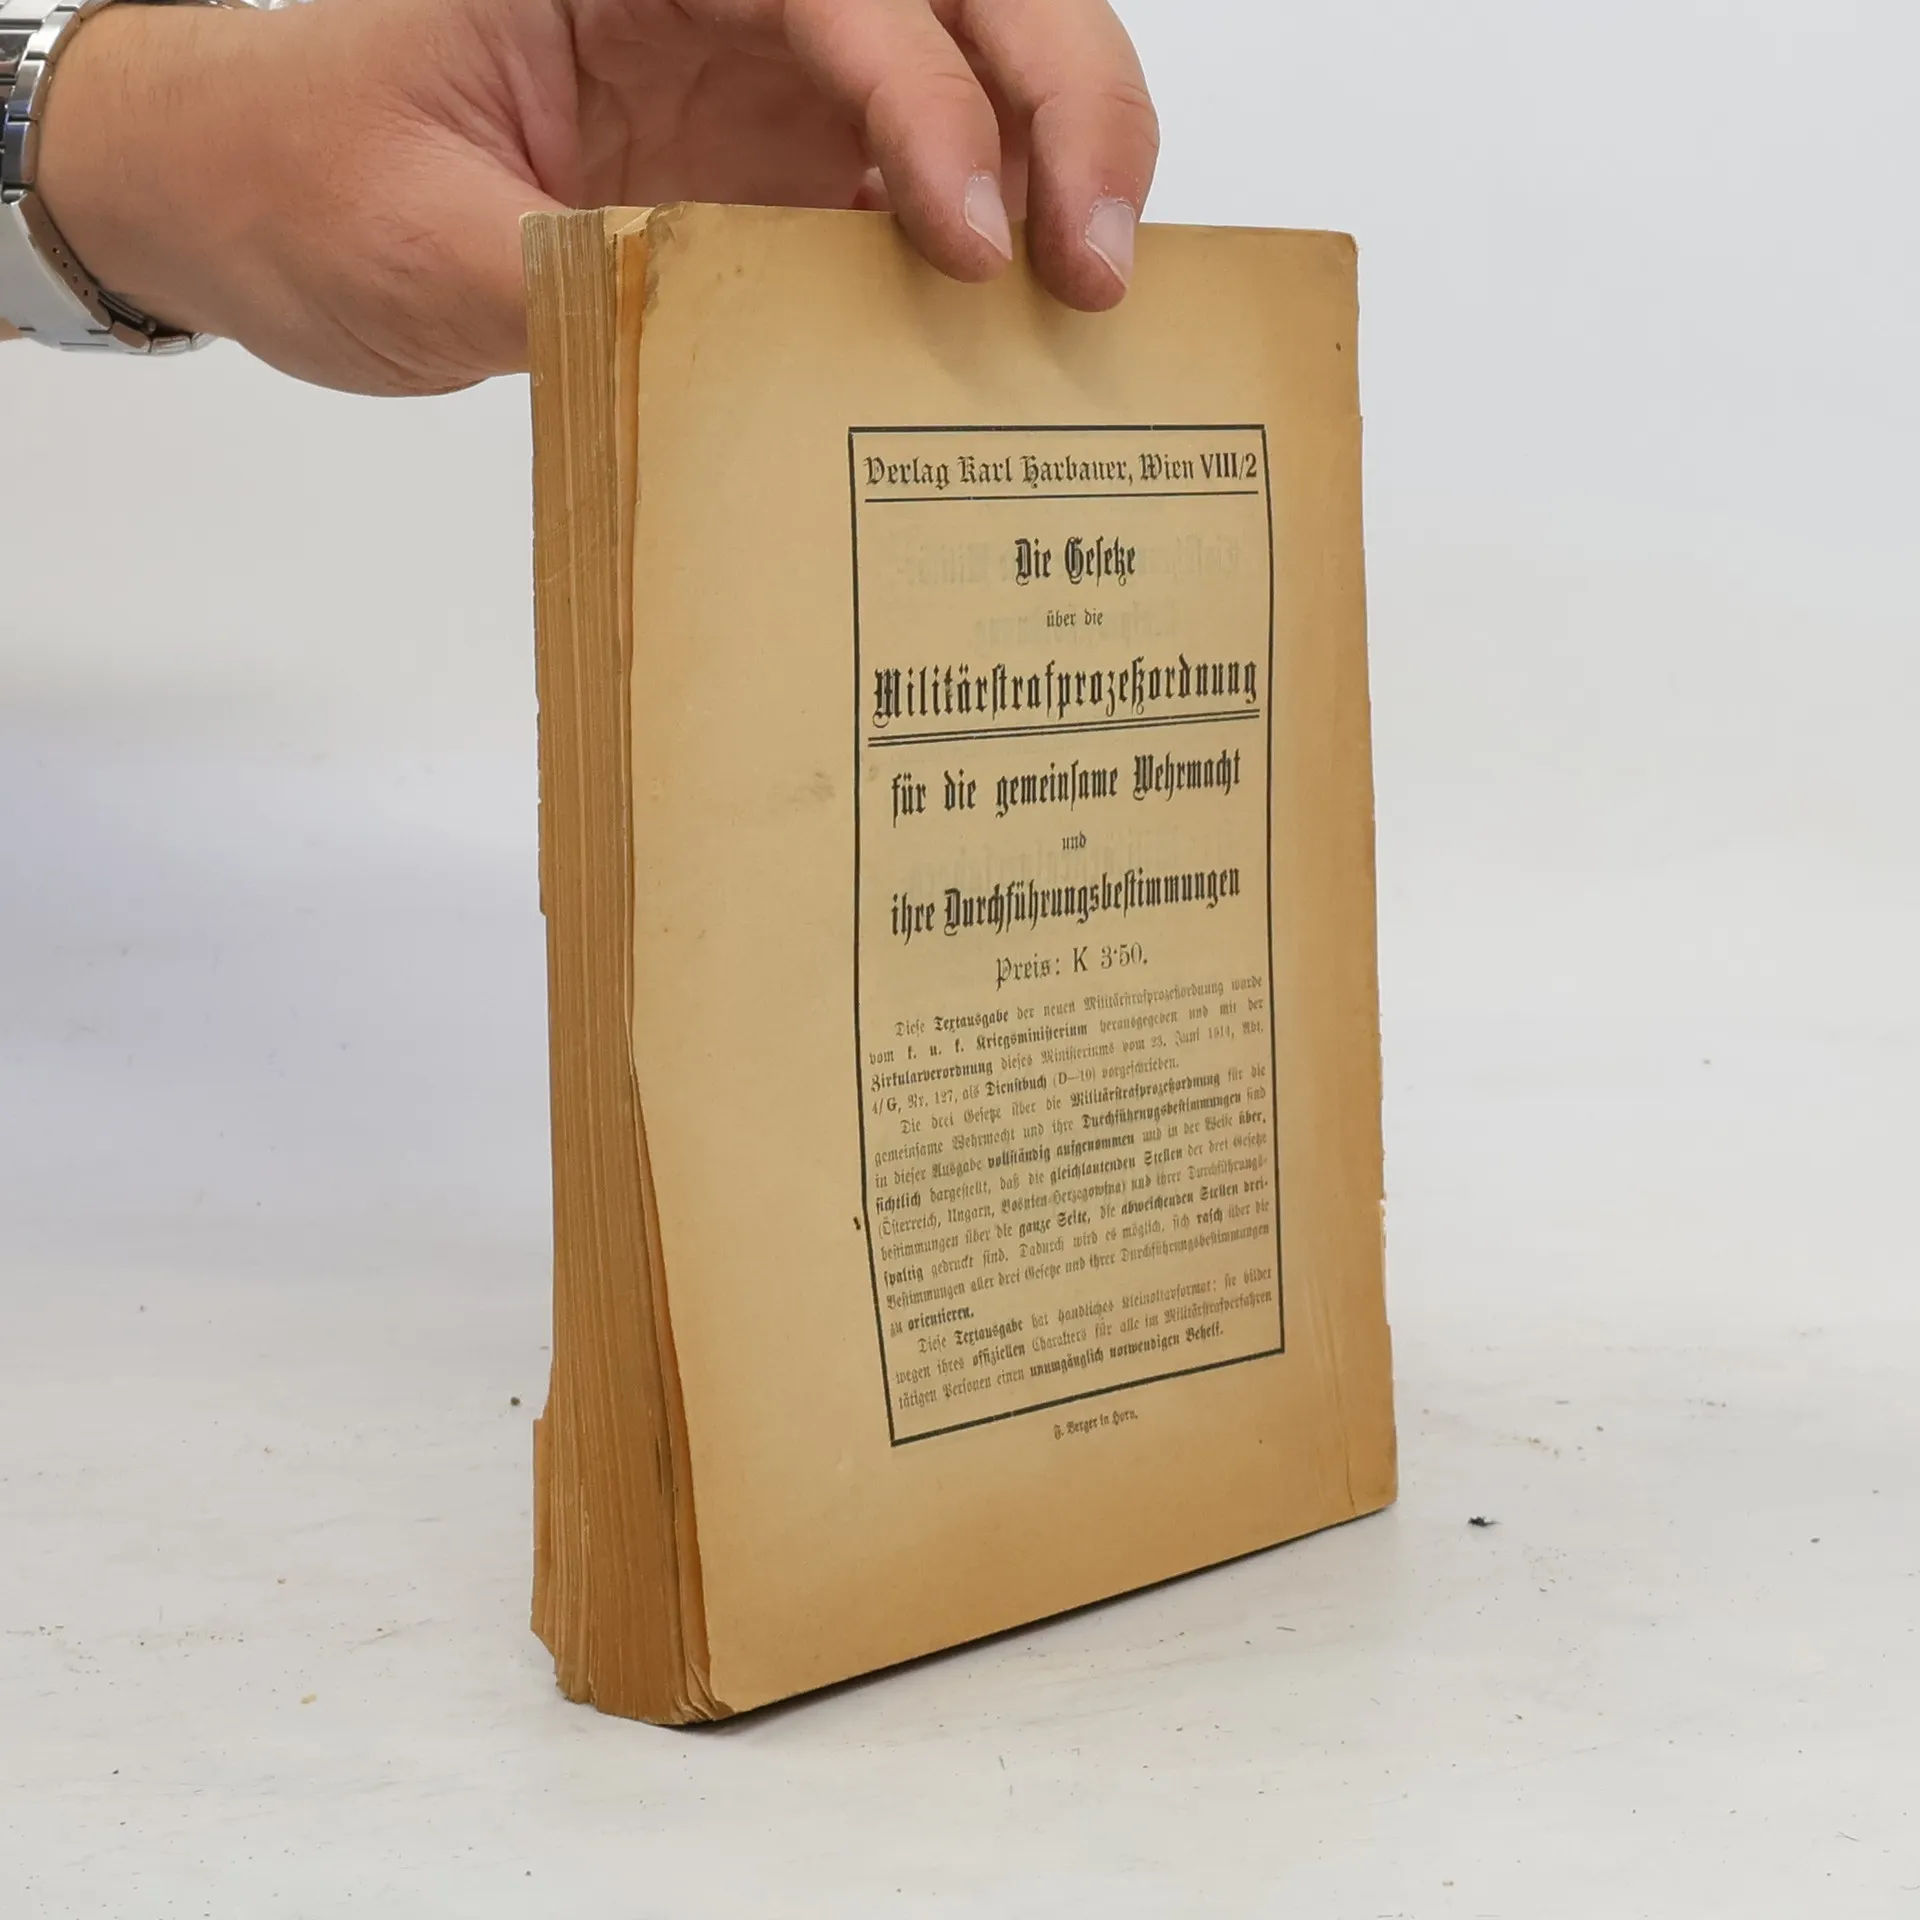 Verlag Karl Harbauer, Wien VIII/2
Die Gesetze
über die
Militärstrafprozeßordnung
für die gemeinsame Wehrmacht
und
ihre Durchführungsbestimmungen
Preis: K 3·50.
Diese Textausgabe der neuen Militärstrafprozeßordnung wurde
vom k. u. k. Kriegsministerium herausgegeben und mit der
Zirkularverordnung dieses Ministeriums vom 23. Juni 1914, Abt.
4/G, Nr. 127, als Dienstbuch (D—10) vorgeschrieben.
Die drei Gesetze über die Militärstrafprozeßordnung für die
gemeinsame Wehrmacht und ihre Durchführungsbestimmungen sind
in dieser Ausgabe vollständig aufgenommen und in der Weise über,
sichtlich dargestellt, daß die gleichlautenden Stellen der drei Gesetze
(Österreich, Ungarn, Bosnien-Herzegowina) und ihrer Durchführungs-
bestimmungen über die ganze Seite, die abweichenden Stellen drei-
spaltig gedruckt sind. Dadurch wird es möglich, sich rasch über die
Bestimmungen aller drei Gesetze und ihrer Durchführungsbestimmungen
zu orientieren.
Diese Textausgabe hat handliches Kleinoktavformat; sie bildet
wegen ihres offiziellen Charakters für alle im Militärstrafverfahren
tätigen Personen einen unumgänglich notwendigen Behelf.
F. Berger in Horn.